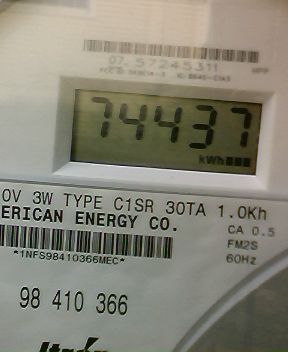 07 57245311
74437
kWh
0V 3W TYPE C1SR 30TA 1.0Kh
ERICAN ENERGY CO.
CA 0.5
FM2S
60Hz
*1NFS98410366MEC*
98 410 366
Itron